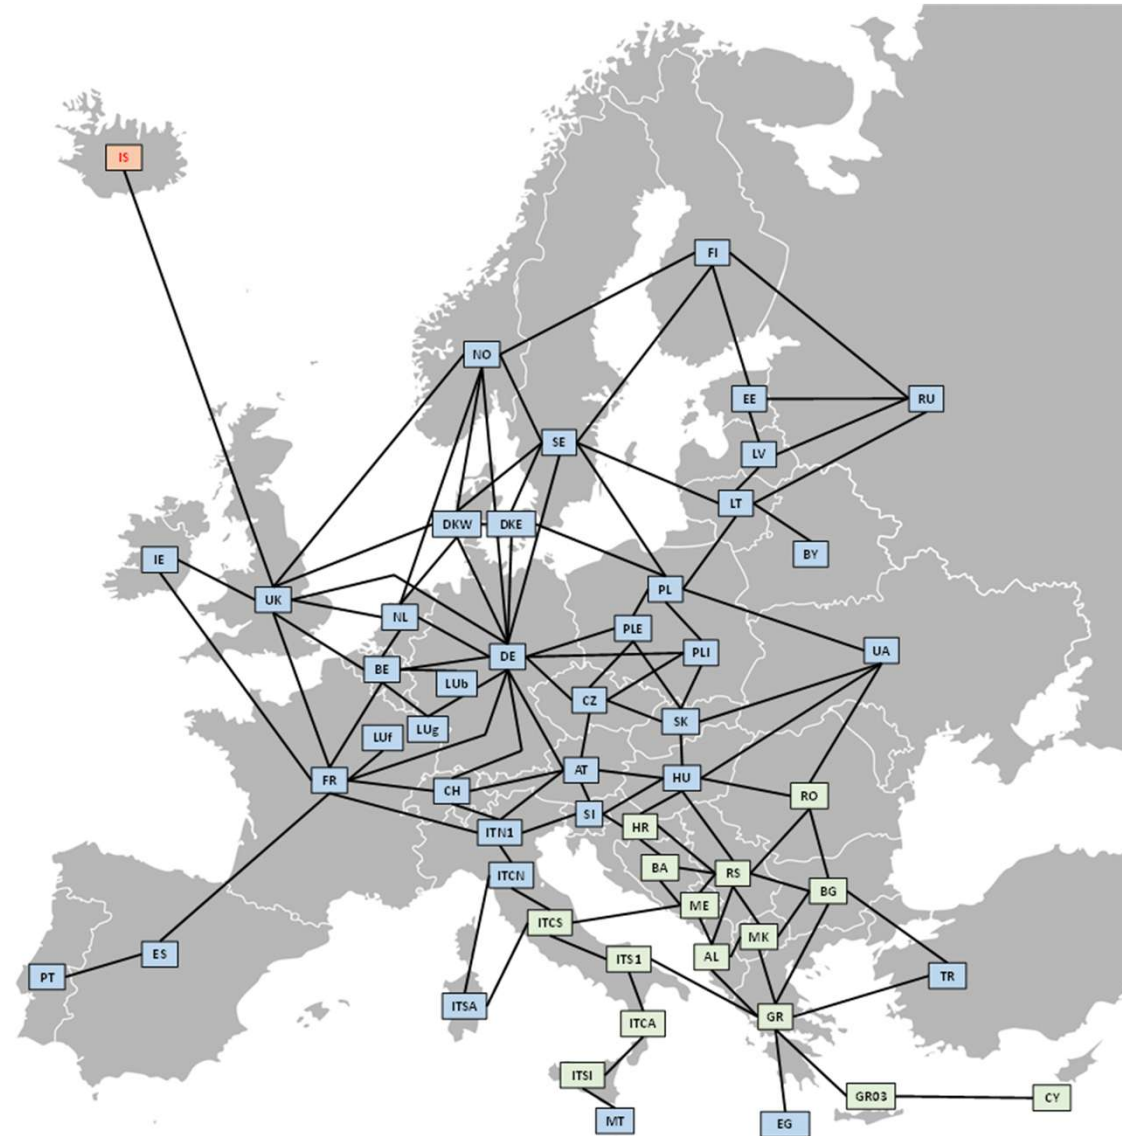 IS
FI
NO
EE
RU
SE
LV
LT
DKW
DKE
BY
IE
PL
UK
NL
PLE
UA
PLI
DE
BE
LUb
CZ
SK
LUg
LUf
AT
HU
FR
CH
RO
SI
HR
ITN1
BA
RS
ITCN
BG
ME
ITCS
MK
ES
AL
ITS1
PT
TR
ITSA
GR
ITCA
ITSI
GR03
CY
MT
EG